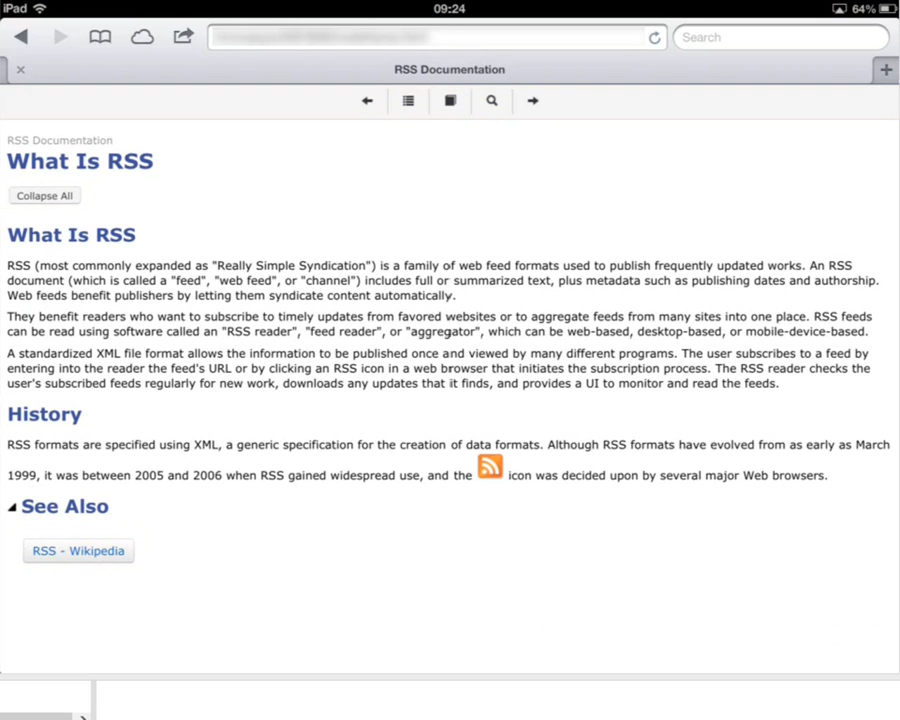 iPad 09:24 64%
Search
RSS Documentation
RSS Documentation
What Is RSS
Collapse All
What Is RSS
RSS (most commonly expanded as "Really Simple Syndication") is a family of web feed formats used to publish frequently updated works. An RSS
document (which is called a "feed", "web feed", or "channel") includes full or summarized text, plus metadata such as publishing dates and authorship.
Web feeds benefit publishers by letting them syndicate content automatically.
They benefit readers who want to subscribe to timely updates from favored websites or to aggregate feeds from many sites into one place. RSS feeds
can be read using software called an "RSS reader", "feed reader", or "aggregator", which can be web-based, desktop-based, or mobile-device-based.
A standardized XML file format allows the information to be published once and viewed by many different programs. The user subscribes to a feed by
entering into the reader the feed's URL or by clicking an RSS icon in a web browser that initiates the subscription process. The RSS reader checks the
user's subscribed feeds regularly for new work, downloads any updates that it finds, and provides a UI to monitor and read the feeds.
History
RSS formats are specified using XML, a generic specification for the creation of data formats. Although RSS formats have evolved from as early as March
1999, it was between 2005 and 2006 when RSS gained widespread use, and the icon was decided upon by several major Web browsers.
See Also
RSS - Wikipedia